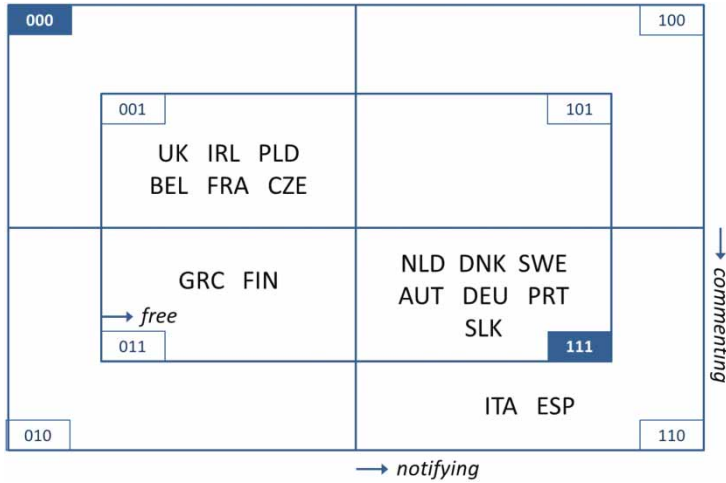 000
100
001
101
UK IRL PLD
BEL FRA CZE
GRC FIN
NLD DNK SWE
AUT DEU PRT
SLK
→ free
011
111
→ commenting
ITA ESP
010
110
→ notifying